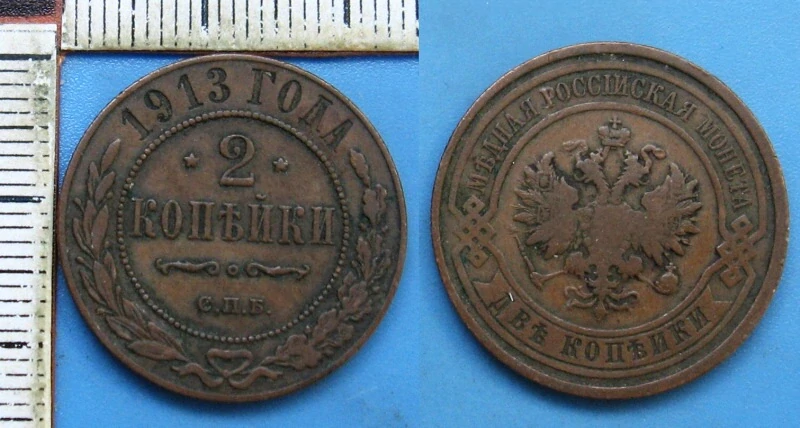 1913 ГОДА
* 2 *
КОПѢЙКИ
С.П.Б.
МѢДНАЯ РОССІЙСКАЯ МОНЕТА
ДВѢ КОПѢЙКИ